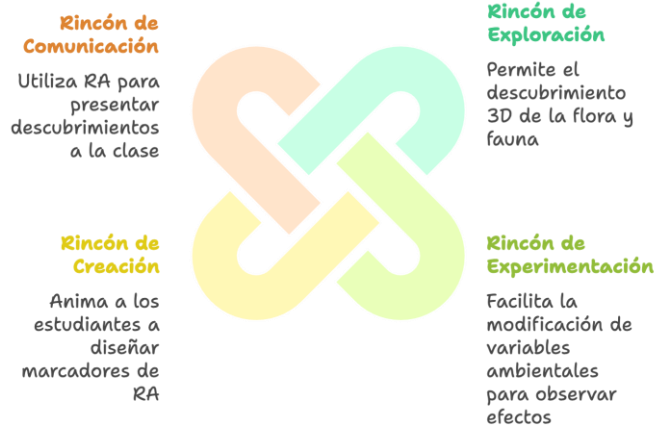 Rincón de
Comunicación
Utiliza RA para
presentar
descubrimientos
a la clase
Rincón de
Exploración
Permite el
descubrimiento
3D de la flora y
fauna
Rincón de
Creación
Anima a los
estudiantes a
diseñar
marcadores de
RA
Rincón de
Experimentación
Facilita la
modificación de
variables
ambientales
para observar
efectos